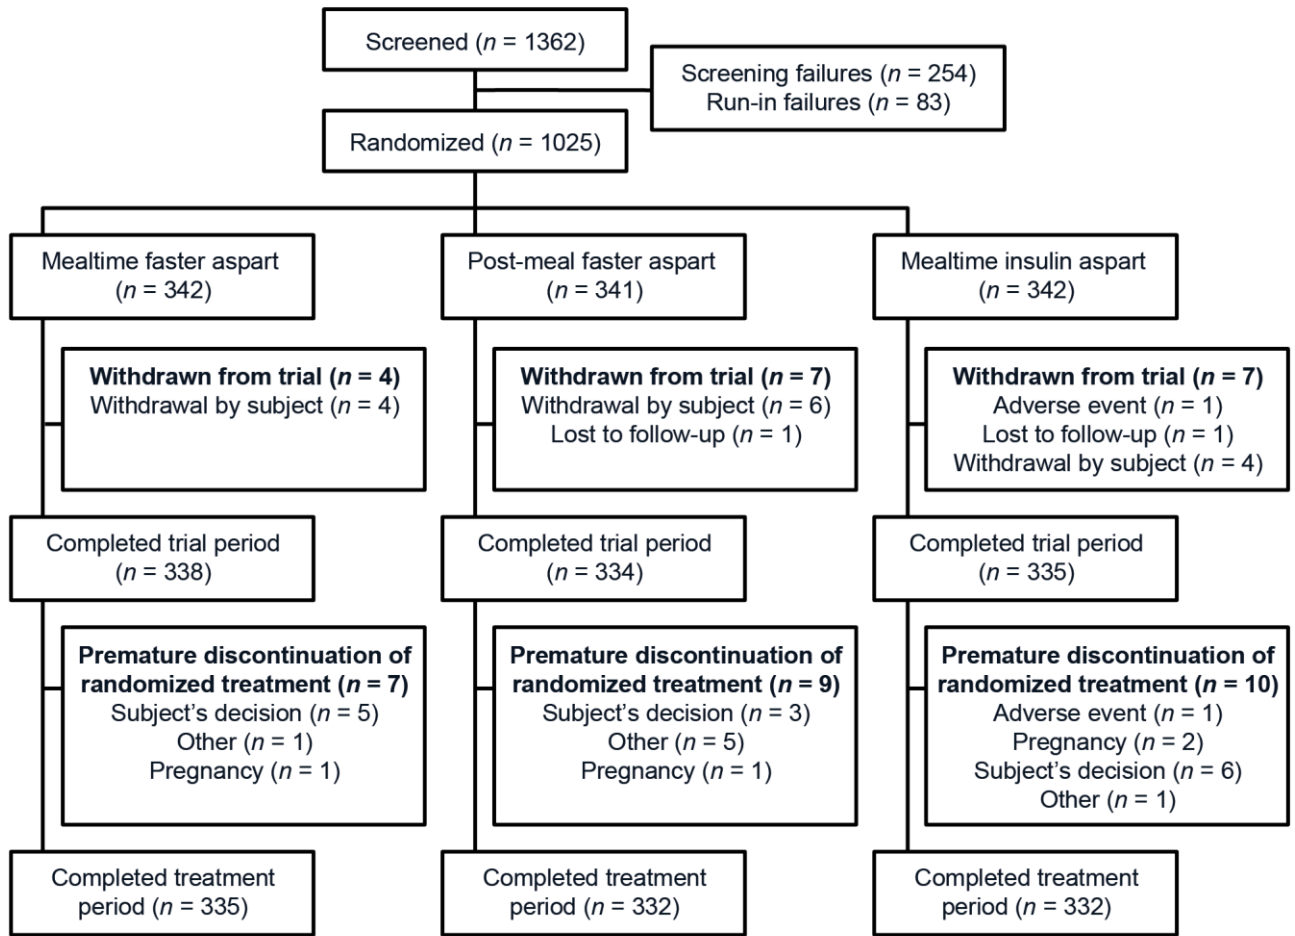 Screened (n = 1362)
Screening failures (n = 254)
Run-in failures (n = 83)
Randomized (n = 1025)
Mealtime faster aspart
(n = 342)
Post-meal faster aspart
(n = 341)
Mealtime insulin aspart
(n = 342)
Withdrawn from trial (n = 4)
Withdrawal by subject (n = 4)
Withdrawn from trial (n = 7)
Withdrawal by subject (n = 6)
Lost to follow-up (n = 1)
Withdrawn from trial (n = 7)
Adverse event (n = 1)
Lost to follow-up (n = 1)
Withdrawal by subject (n = 4)
Completed trial period
(n = 338)
Completed trial period
(n = 334)
Completed trial period
(n = 335)
Premature discontinuation of
randomized treatment (n = 7)
Subject's decision (n = 5)
Other (n = 1)
Pregnancy (n = 1)
Premature discontinuation of
randomized treatment (n = 9)
Subject's decision (n = 3)
Other (n = 5)
Pregnancy (n = 1)
Premature discontinuation of
randomized treatment (n = 10)
Adverse event (n = 1)
Pregnancy (n = 2)
Subject's decision (n = 6)
Other (n = 1)
Completed treatment
period (n = 335)
Completed treatment
period (n = 332)
Completed treatment
period (n = 332)